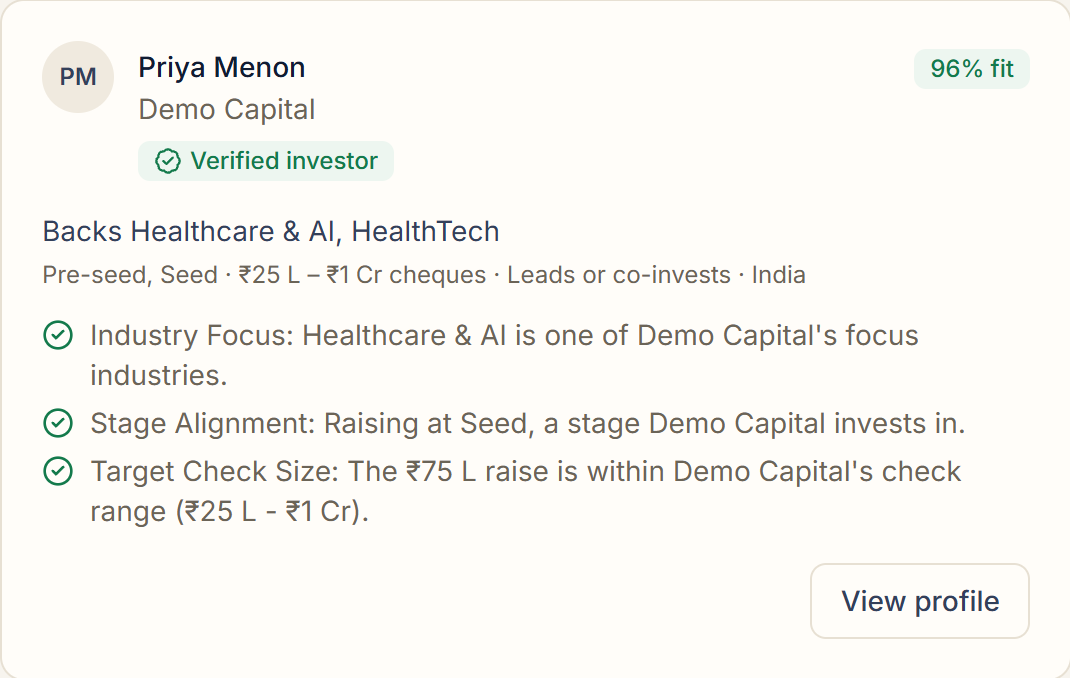 PM
Priya Menon
96% fit
Demo Capital
Verified investor
Backs Healthcare & AI, HealthTech
Pre-seed, Seed · ₹25 L – ₹1 Cr cheques · Leads or co-invests · India
Industry Focus: Healthcare & AI is one of Demo Capital's focus
industries.
Stage Alignment: Raising at Seed, a stage Demo Capital invests in.
Target Check Size: The ₹75 L raise is within Demo Capital's check
range (₹25 L - ₹1 Cr).
View profile